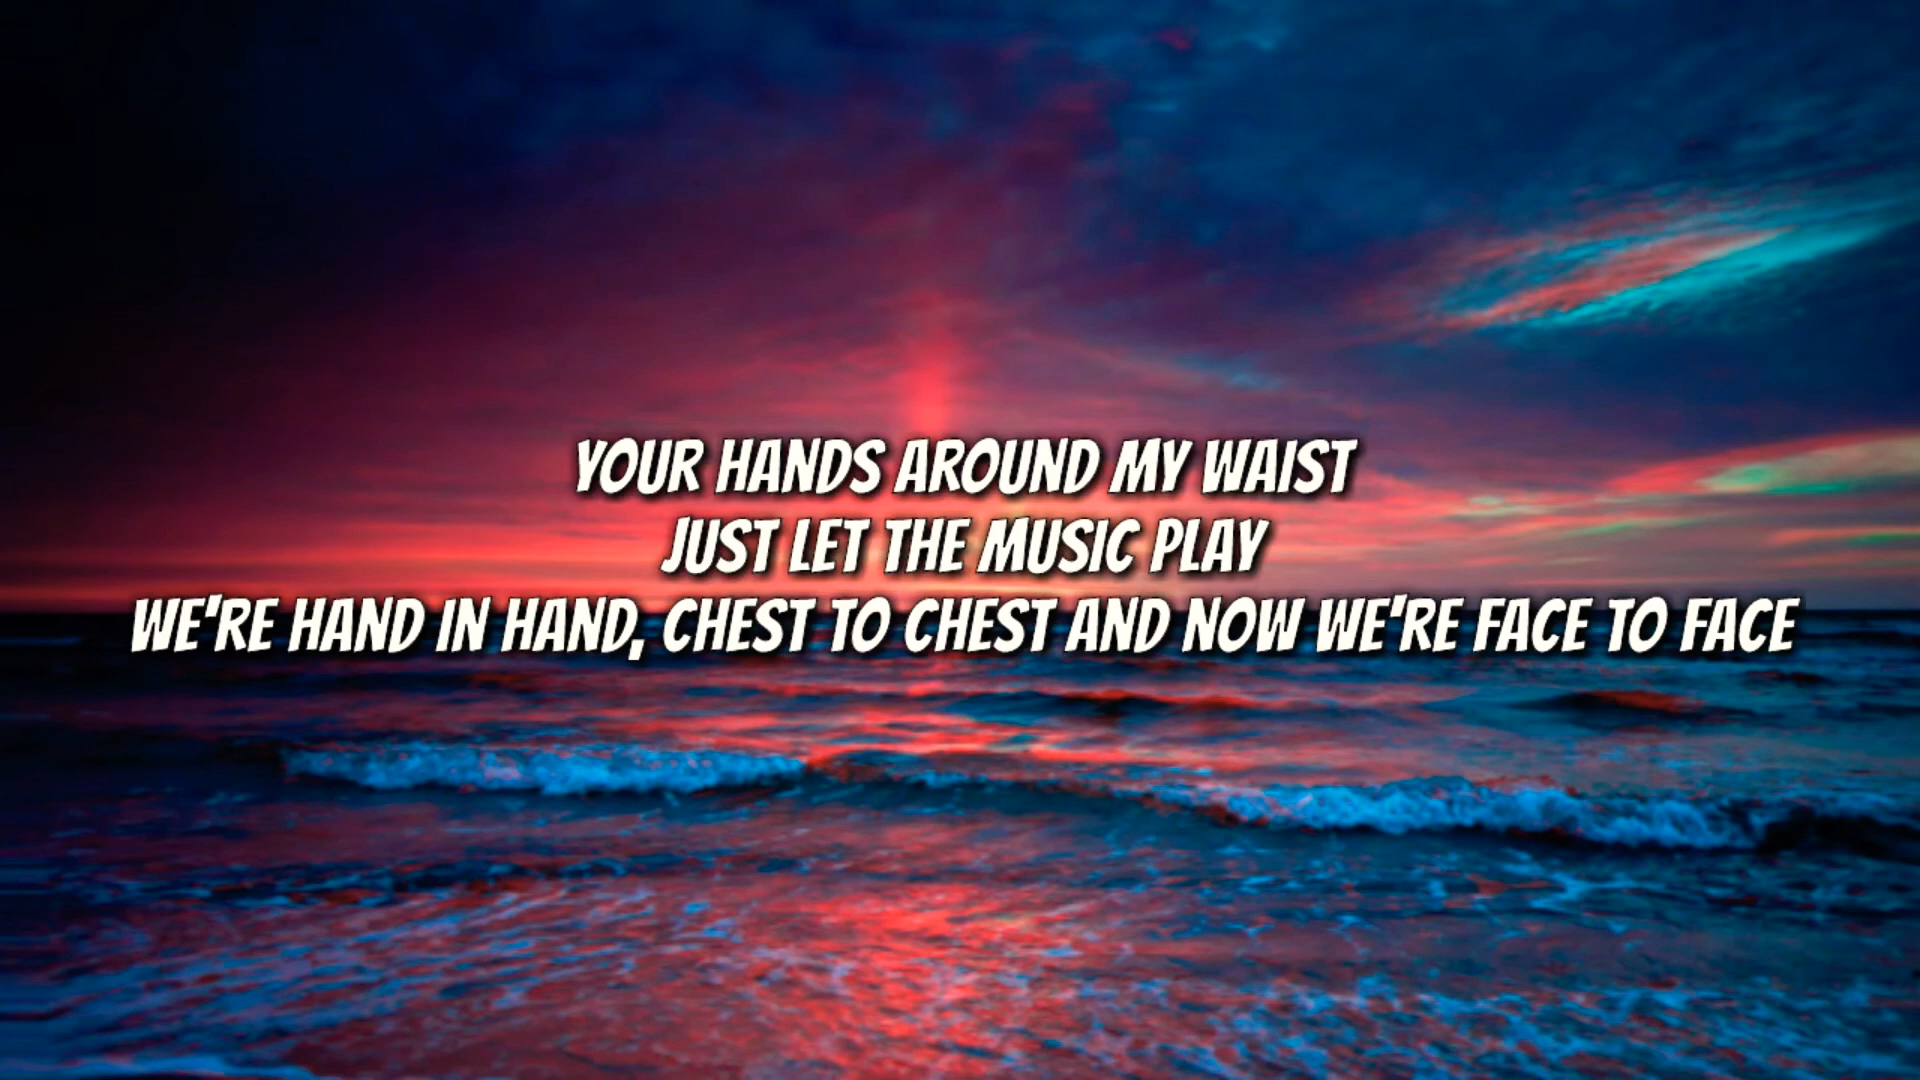 YOUR HANDS AROUND MY WAIST
JUST LET THE MUSIC PLAY
WE'RE HAND IN HAND, CHEST TO CHEST AND NOW WE'RE FACE TO FACE